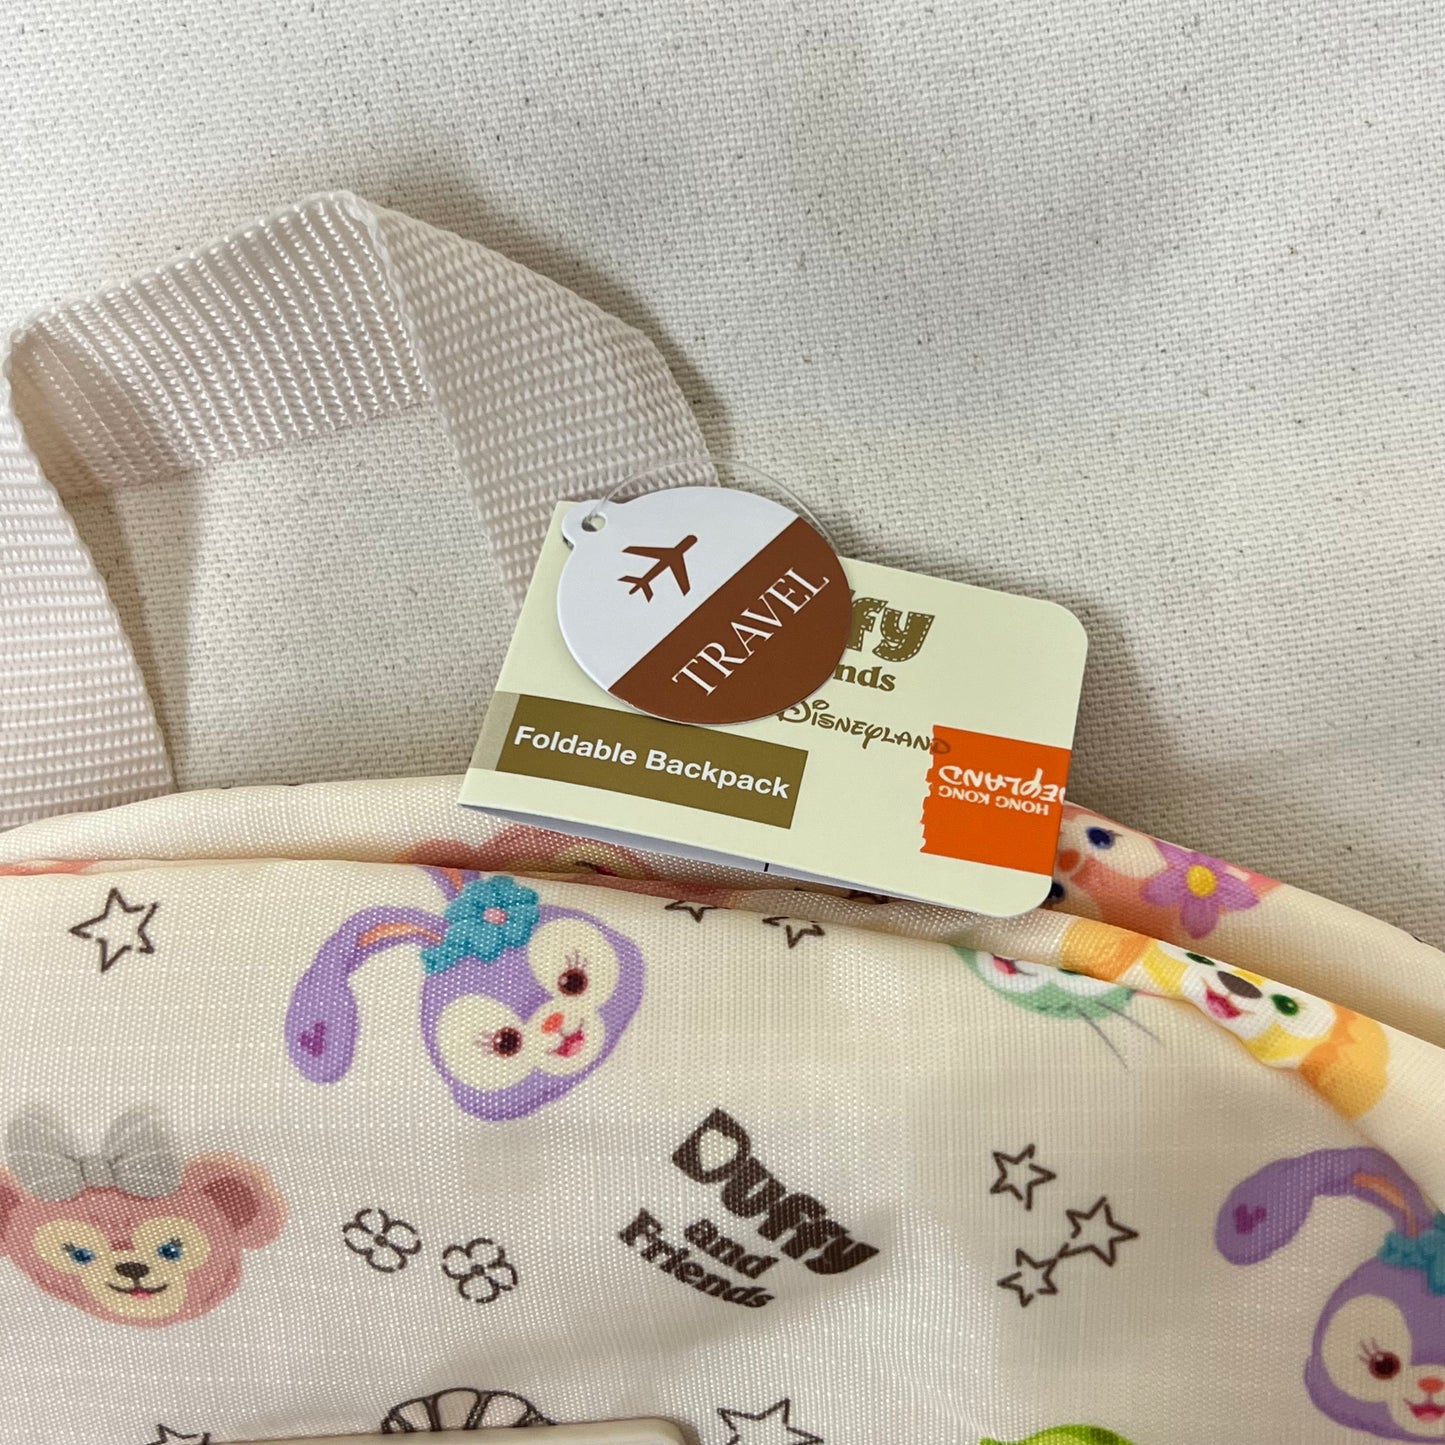 TRAVEL
DISNEYLAND
Foldable Backpack
HONG KONG
Duffy
and
Friends